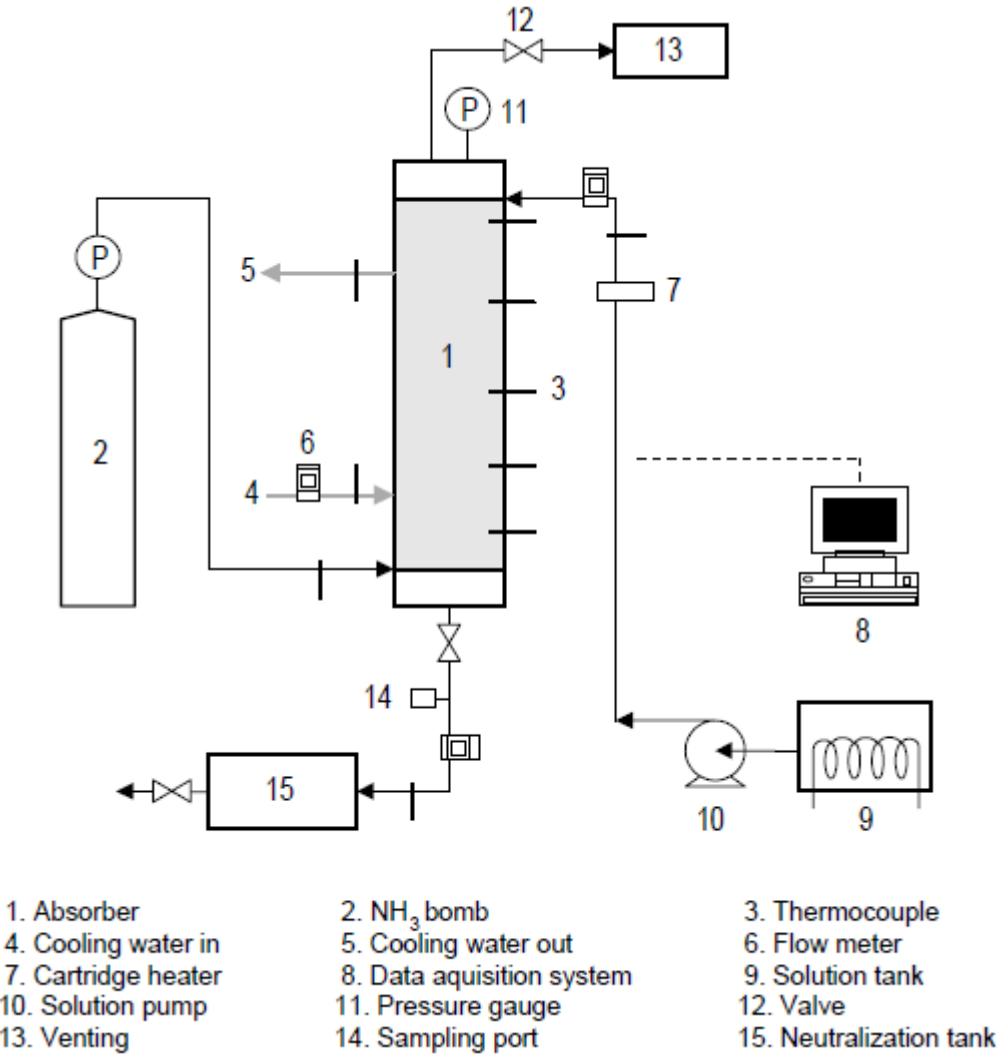 12
13
P 11
P
5
7
1
3
6
2
4
8
14
15
10
9
1. Absorber 2. NH3 bomb 3. Thermocouple
4. Cooling water in 5. Cooling water out 6. Flow meter
7. Cartridge heater 8. Data aquisition system 9. Solution tank
10. Solution pump 11. Pressure gauge 12. Valve
13. Venting 14. Sampling port 15. Neutralization tank